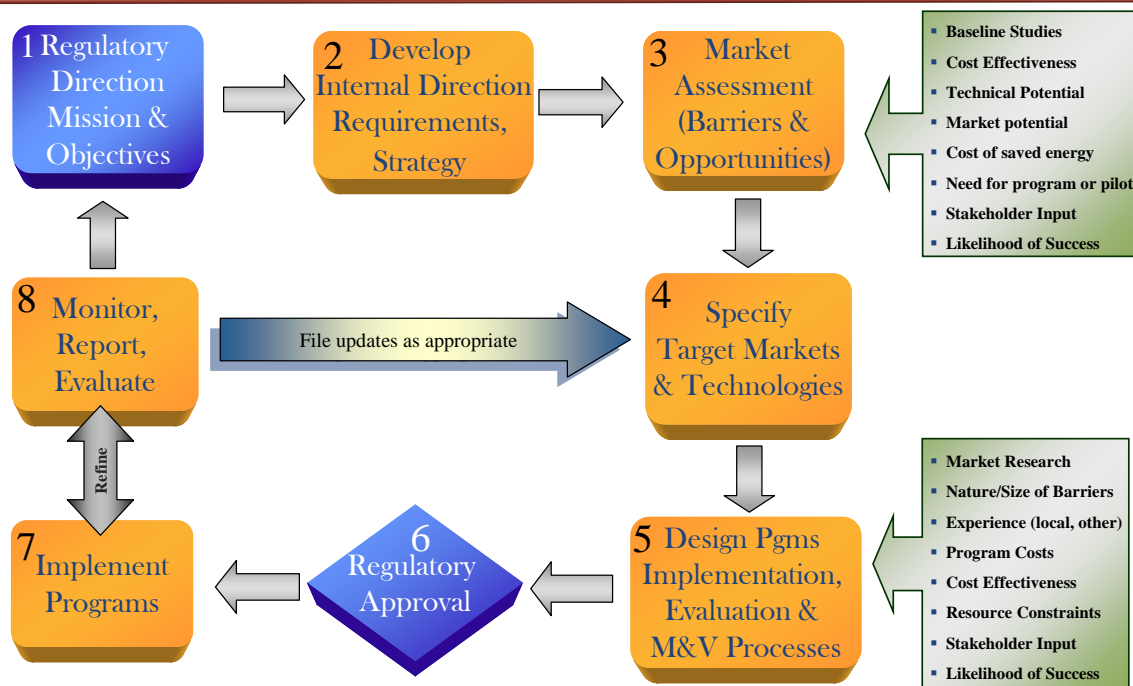 1 Regulatory
Direction
Mission &
Objectives
2 Develop
Internal Direction
Requirements,
Strategy
3 Market
Assessment
(Barriers &
Opportunities)
▪ Baseline Studies
▪ Cost Effectiveness
▪ Technical Potential
▪ Market potential
▪ Cost of saved energy
▪ Need for program or pilot
▪ Stakeholder Input
▪ Likelihood of Success
8 Monitor,
Report,
Evaluate
File updates as appropriate
4 Specify
Target Markets
& Technologies
Refine
7 Implement
Programs
6
Regulatory
Approval
5 Design Pgms
Implementation,
Evaluation &
M&V Processes
▪ Market Research
▪ Nature/Size of Barriers
▪ Experience (local, other)
▪ Program Costs
▪ Cost Effectiveness
▪ Resource Constraints
▪ Stakeholder Input
▪ Likelihood of Success